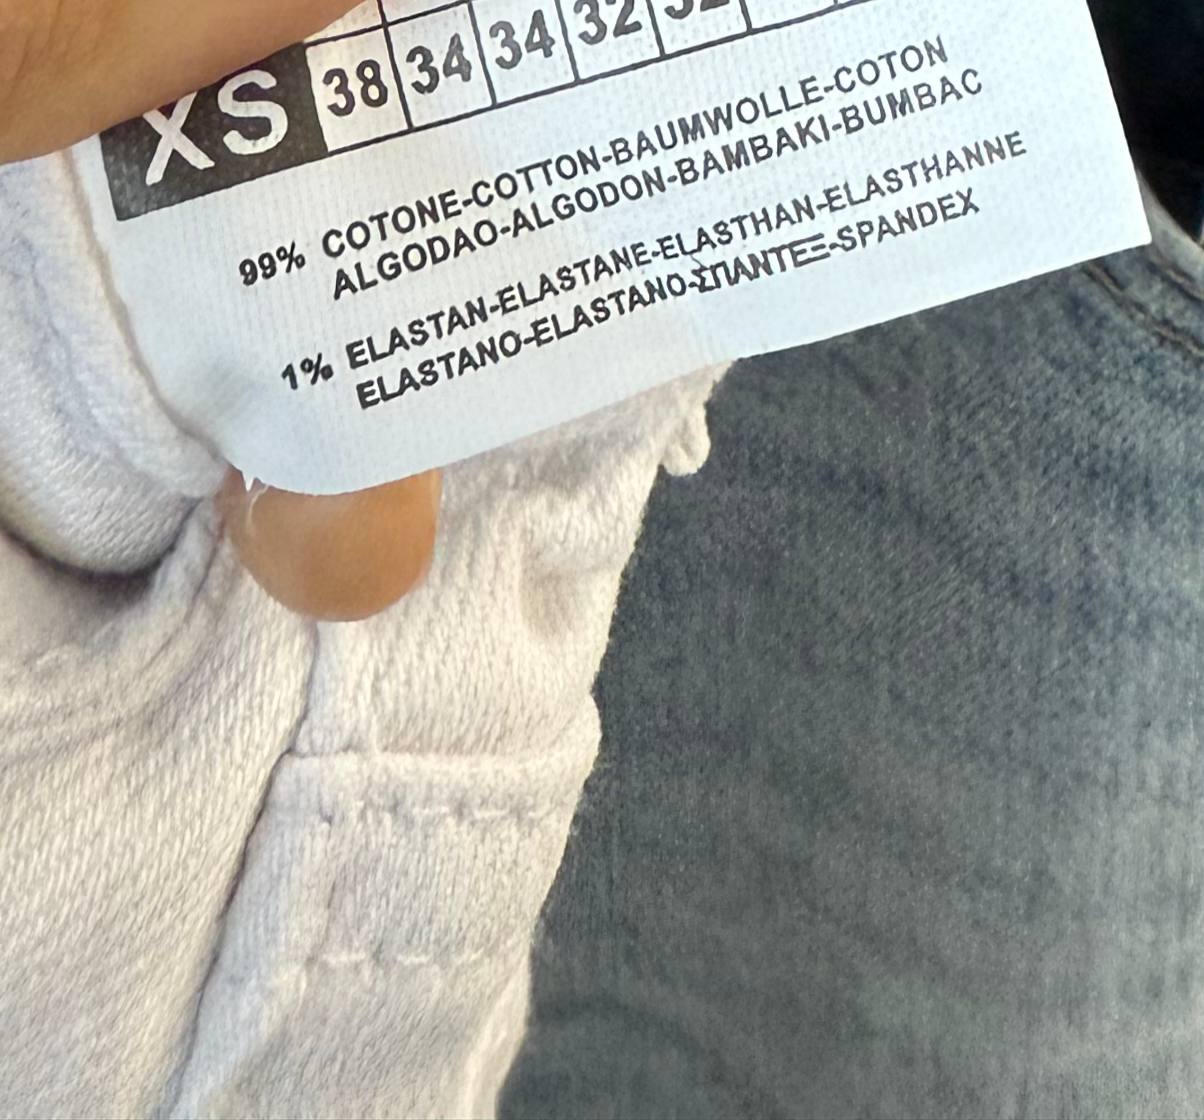 XS 38 34 34 32 32
99% COTONE-COTTON-BAUMWOLLE-COTON
ALGODAO-ALGODON-BAMBAKI-BUMBAC
1% ELASTAN-ELASTANE-ELASTHAN-ELASTHANNE
ELASTANO-ELASTANO-ΣΠΑΝΤΕΞ-SPANDEX